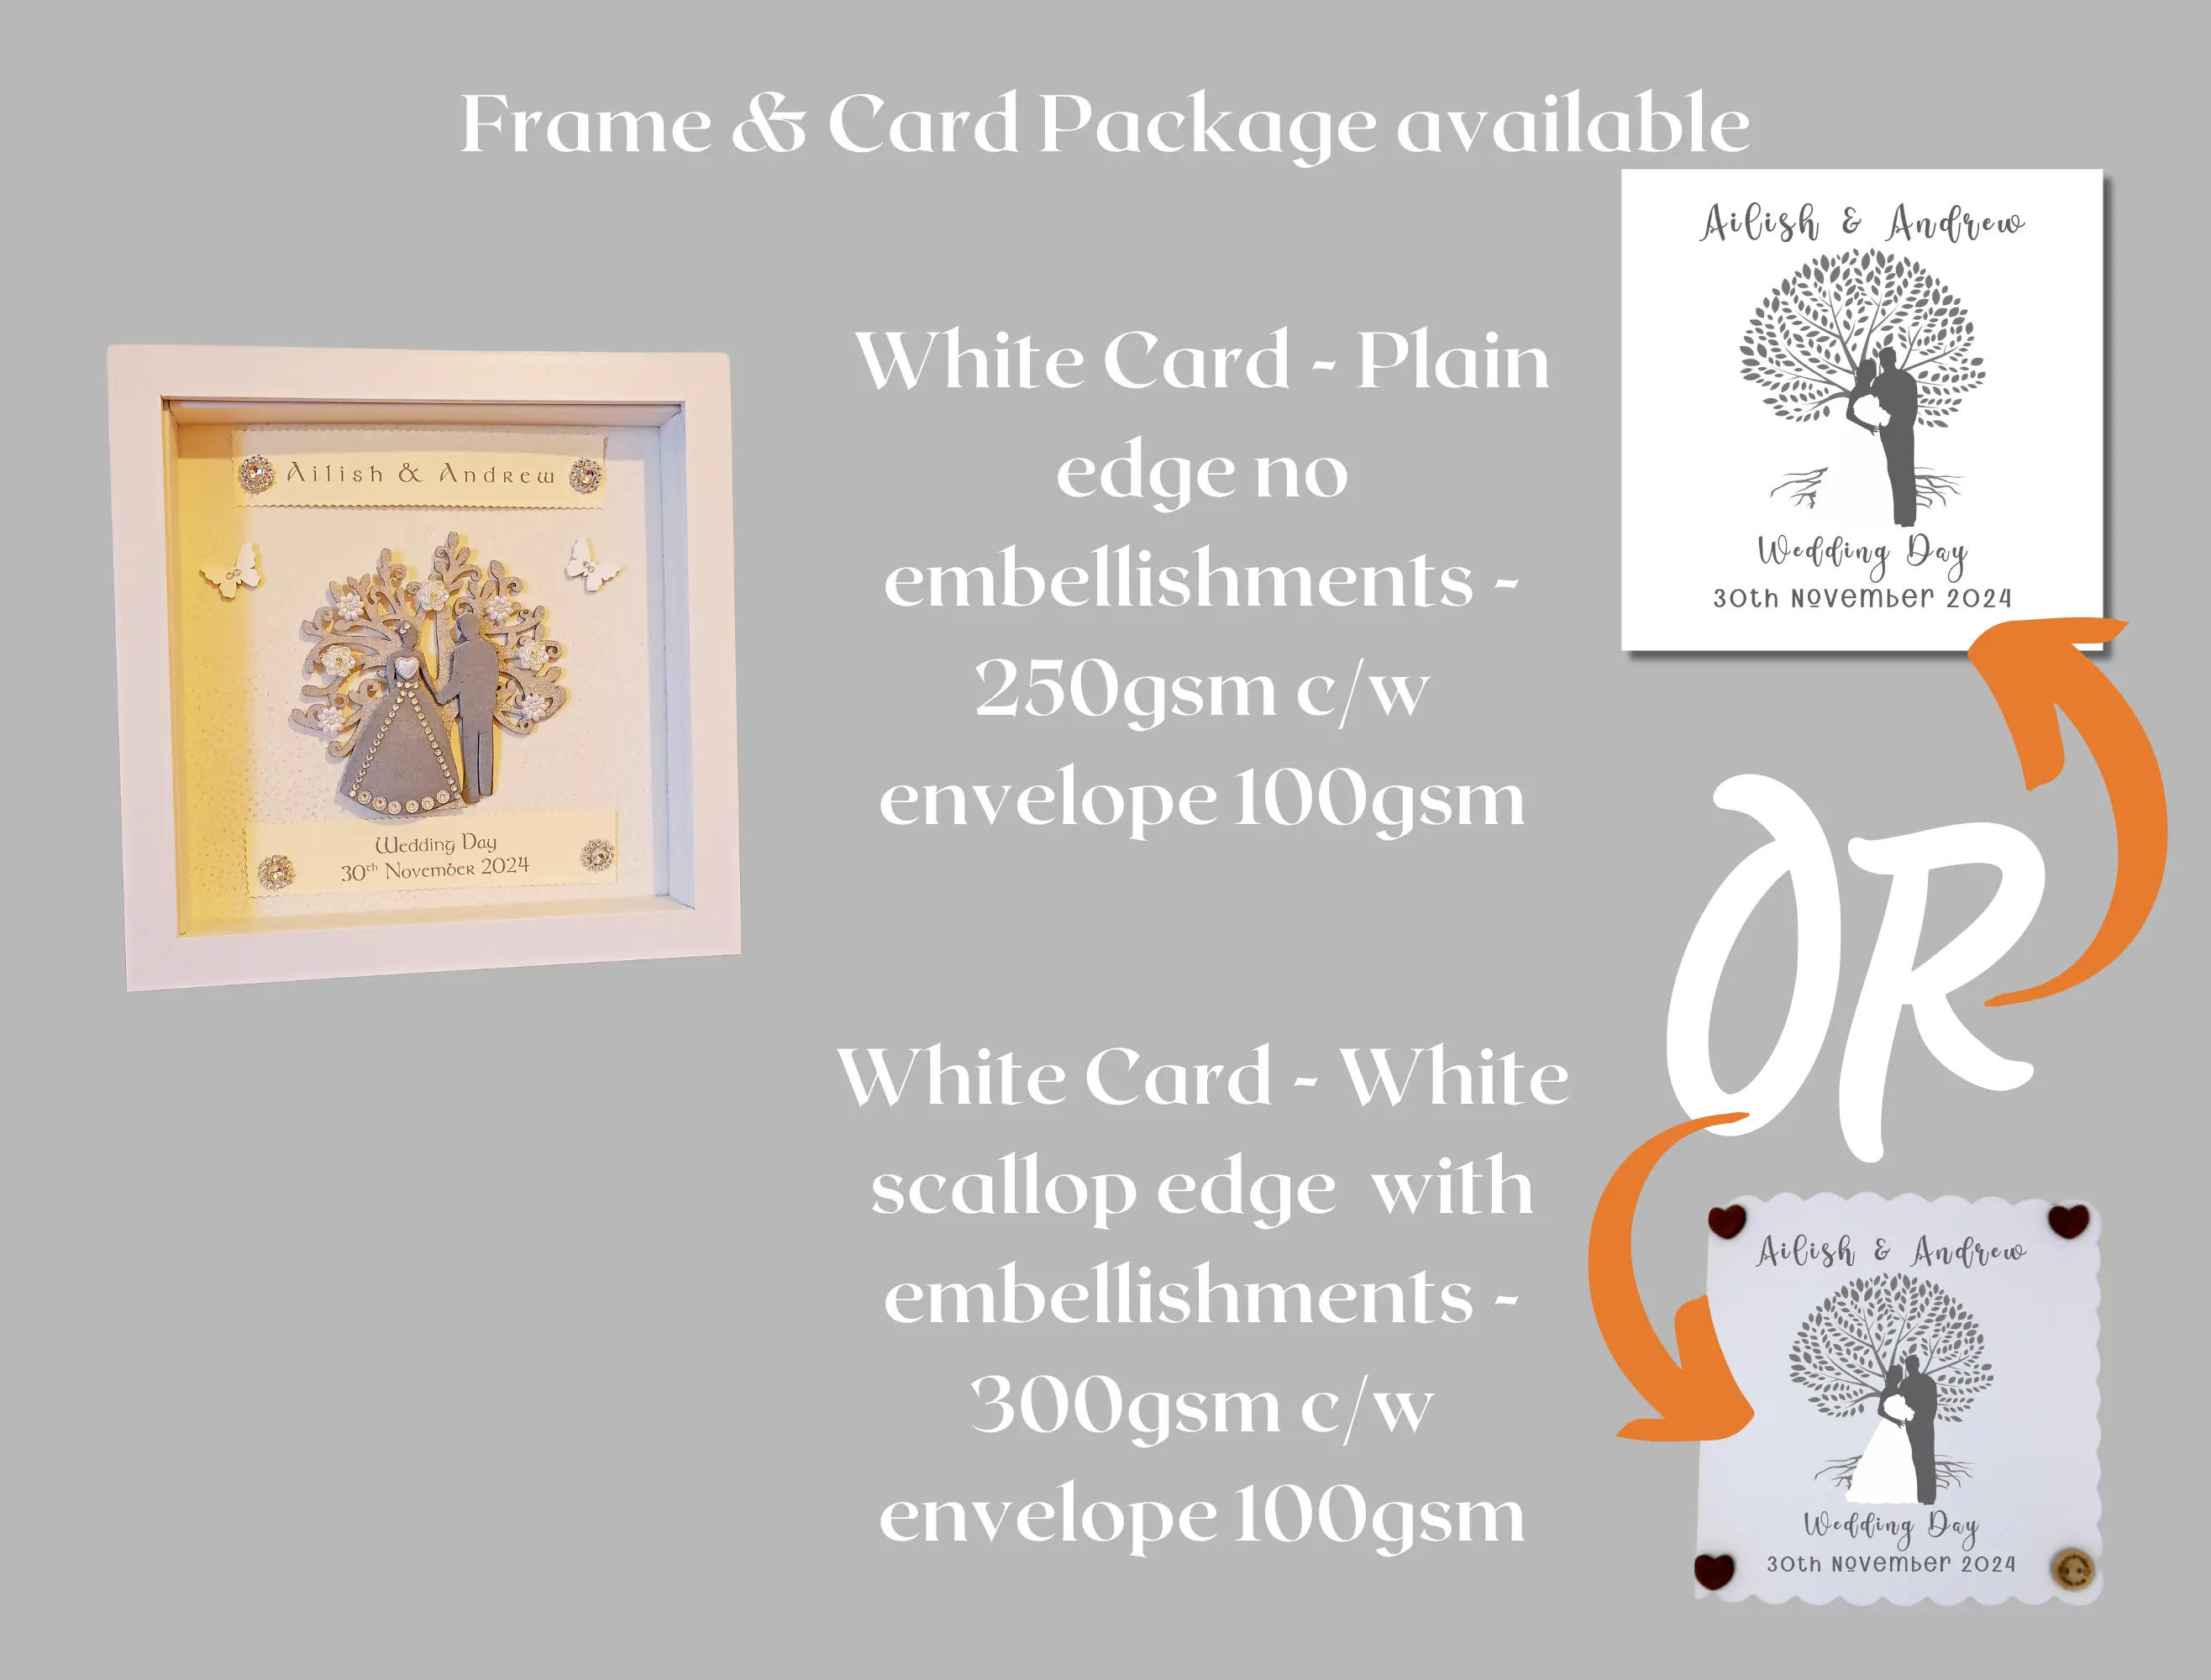 Frame & Card Package available
Ailish & Andrew
Wedding Day
30th November 2024
White Card - Plain
edge no
embellishments -
250gsm c/w
envelope 100gsm
Ailish & Andrew
Wedding Day
30th November 2024
OR
White Card - White
scallop edge with
embellishments -
300gsm c/w
envelope 100gsm
Ailish & Andrew
Wedding Day
30th November 2024